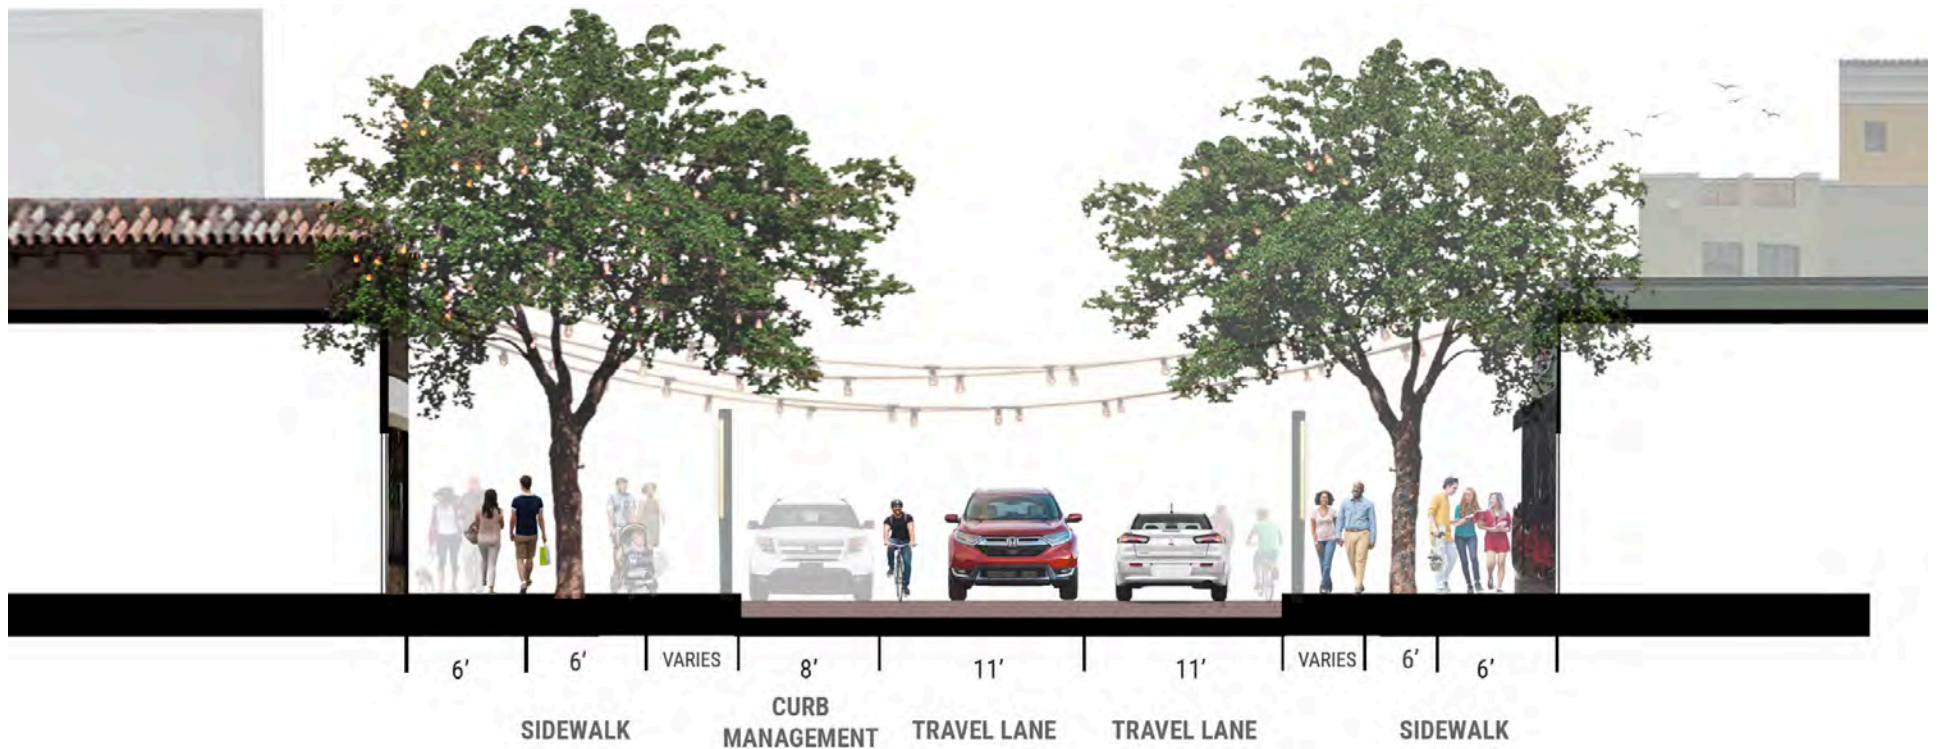 6’
6’
VARIES
8’
11’
11’
VARIES
6’
6’
SIDEWALK
CURB
MANAGEMENT
TRAVEL LANE
TRAVEL LANE
SIDEWALK